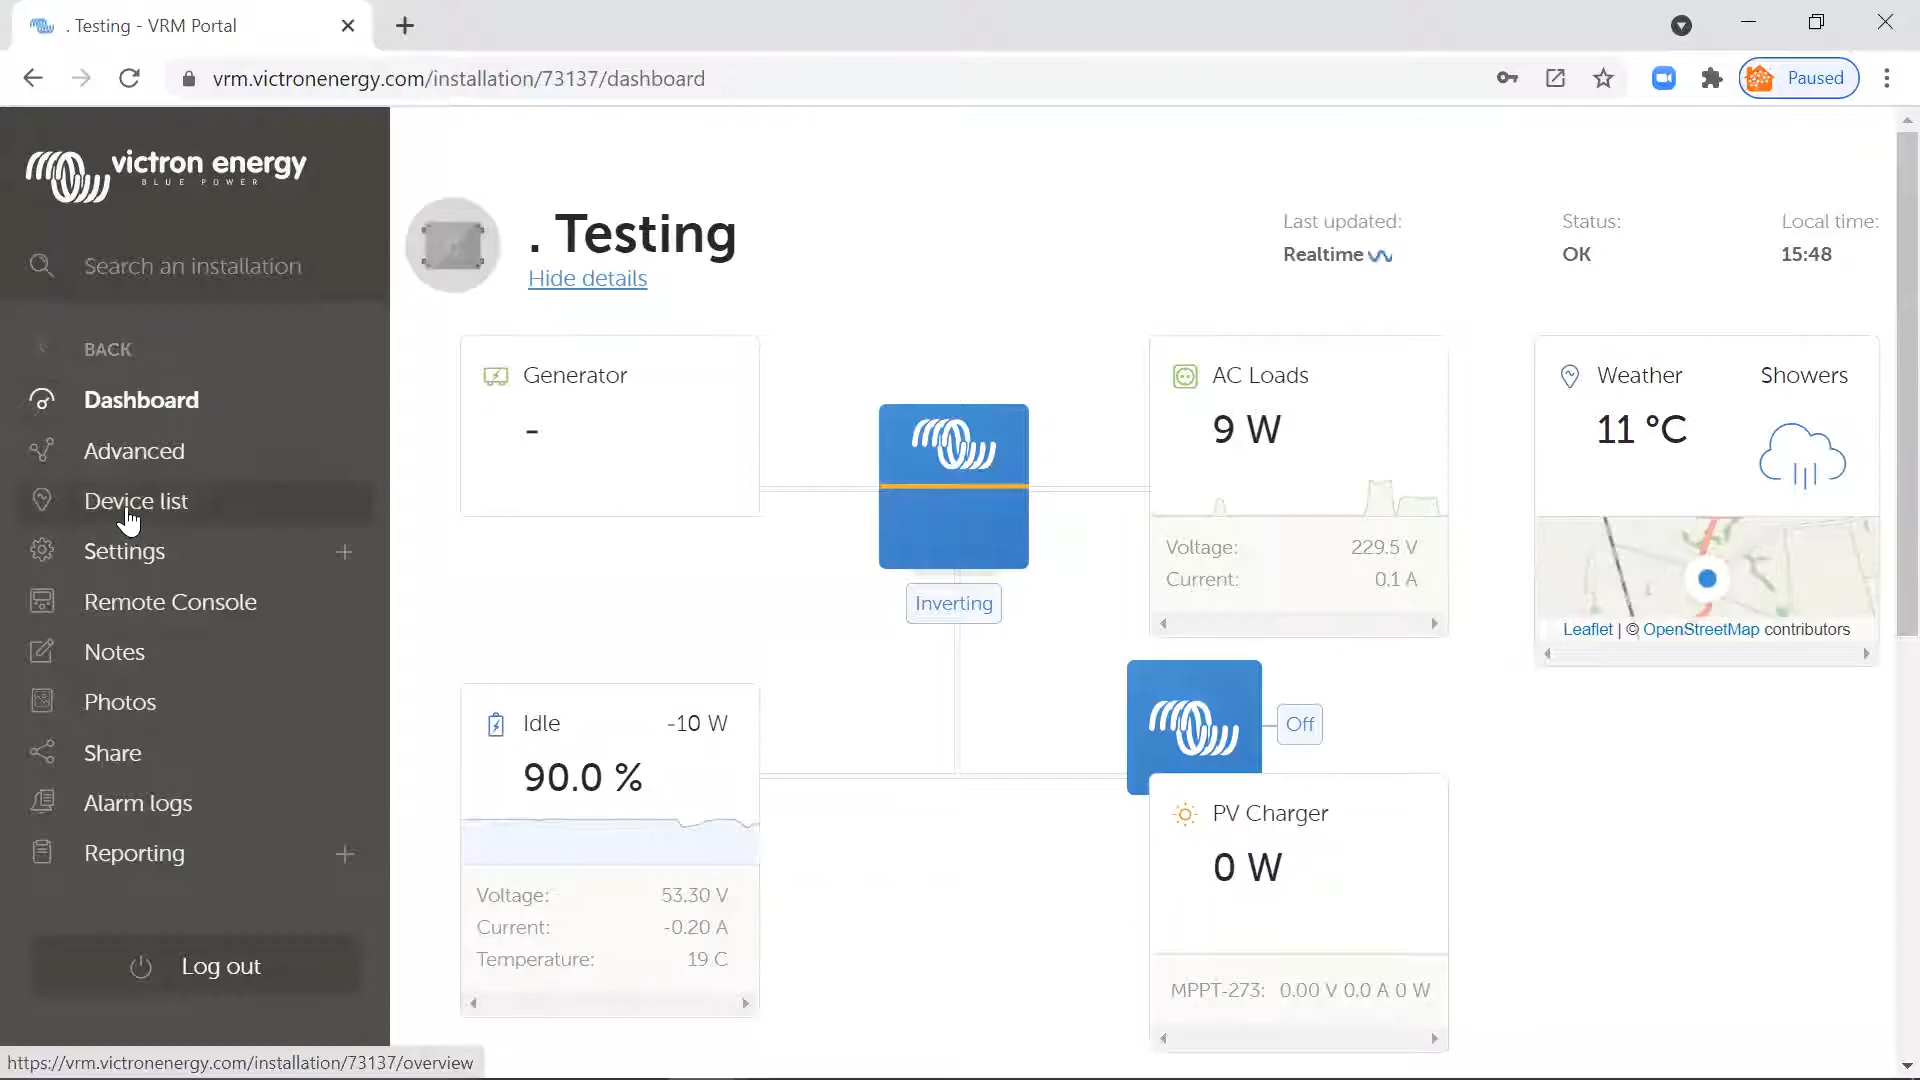 . Testing - VRM Portal
vrm.victronenergy.com/installation/73137/dashboard
Paused
victron energy
BLUE POWER
Search an installation
BACK
Dashboard
Advanced
Device list
Settings
Remote Console
Notes
Photos
Share
Alarm logs
Reporting
Log out
https://vrm.victronenergy.com/installation/73137/overview
. Testing
Hide details
Last updated:
Realtime
Status:
OK
Local time:
15:48
Generator
-
Inverting
AC Loads
9 W
Voltage: 229.5 V
Current: 0.1 A
Weather Showers
11 °C
Leaflet | © OpenStreetMap contributors
Idle -10 W
90.0 %
Voltage: 53.30 V
Current: -0.20 A
Temperature: 19 C
Off
PV Charger
0 W
MPPT-273: 0.00 V 0.0 A 0 W